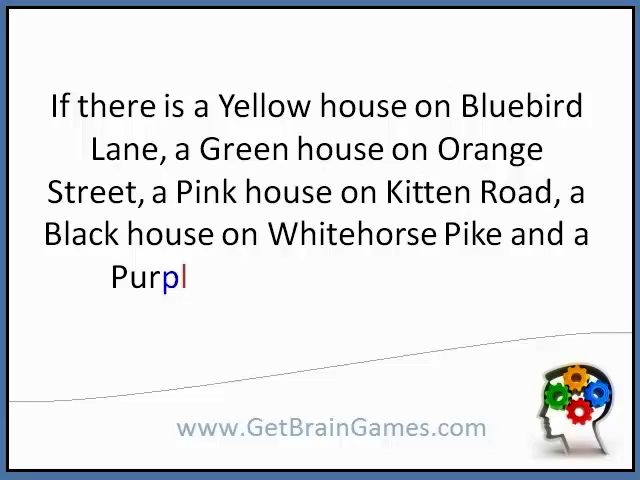 If there is a Yellow house on Bluebird
Lane, a Green house on Orange
Street, a Pink house on Kitten Road, a
Black house on Whitehorse Pike and a
Purpl
www.GetBrainGames.com